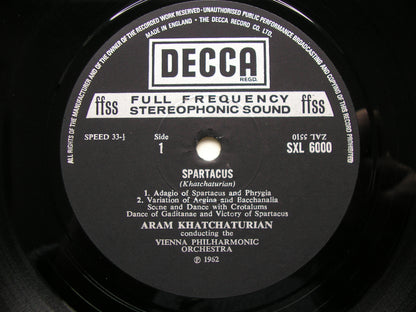 ALL RIGHTS OF THE MANUFACTURER AND OF THE OWNER OF THE RECORDED WORK RESERVED · UNAUTHORISED PUBLIC PERFORMANCE BROADCASTING AND COPYING OF THIS RECORD PROHIBITED
MADE IN ENGLAND · THE DECCA RECORD CO. LTD.
DECCA
REGD.
ffss FULL FREQUENCY ffss
STEREOPHONIC SOUND
SPEED 33-⅓ Side ZAL. 5510
1 SXL 6000
SPARTACUS
(Khatchaturian)
1. Adagio of Spartacus and Phrygia
2. Variation of Aegina and Bacchanalia
Scene and Dance with Crotalums
Dance of Gaditanae and Victory of Spartacus
ARAM KHATCHATURIAN
conducting the
VIENNA PHILHARMONIC
ORCHESTRA
℗ 1962